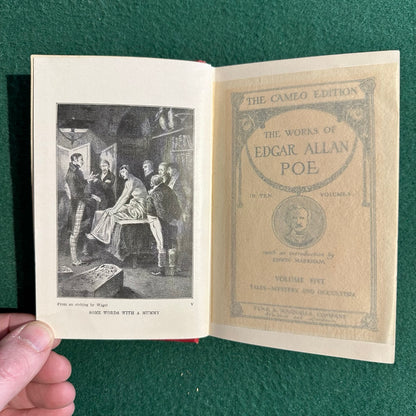 From an etching by Wogel
V
SOME WORDS WITH A MUMMY
THE CAMEO EDITION
THE WORKS OF
EDGAR ALLAN
POE
IN TEN VOLUMES
with an introduction by
EDWIN MARKHAM
VOLUME FIVE
TALES—MYSTERY AND OCCULTISM
FUNK & WAGNALLS COMPANY